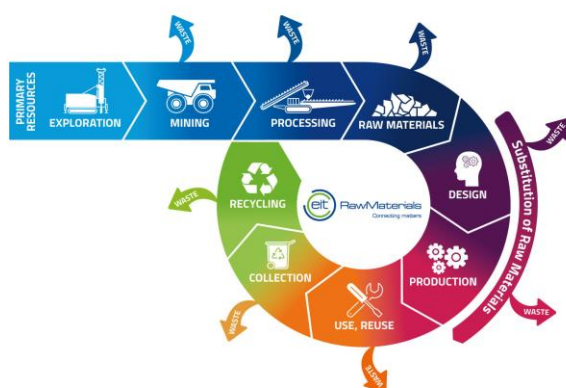 WASTE
WASTE
WASTE
PRIMARY
RESOURCES
EXPLORATION
MINING
PROCESSING
RAW MATERIALS
WASTE
Substitution of Raw Materials
DESIGN
RECYCLING
WASTE
eit RawMaterials
Connecting matters
COLLECTION
PRODUCTION
USE, REUSE
WASTE
WASTE
WASTE